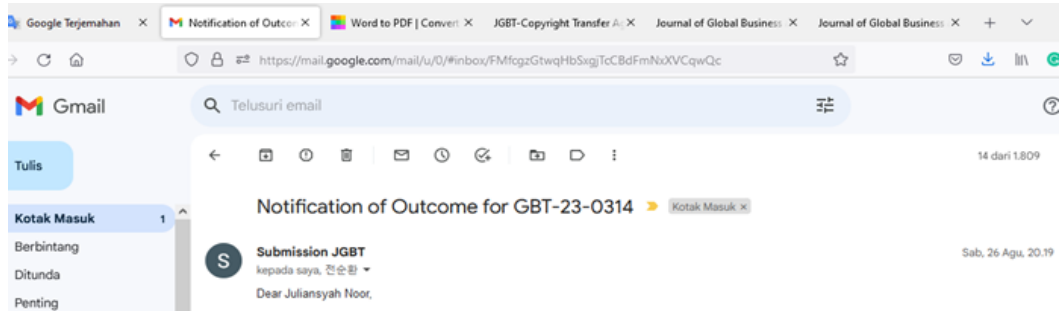 Google Terjemahan
Notification of Outcor
Word to PDF | Convert
JGBT-Copyright Transfer Ag
Journal of Global Business
Journal of Global Business
https://mail.google.com/mail/u/0/#inbox/FMfcgzGtwqHbSxgjTcCBdFmNxXVCqwQc
Gmail
Telusuri email
Tulis
14 dari 1.809
Kotak Masuk 1
Notification of Outcome for GBT-23-0314 Kotak Masuk ×
Berbintang
Submission JGBT
Sab, 26 Agu, 20.19
S
kepada saya, 전순환
Ditunda
Dear Juliansyah Noor,
Penting